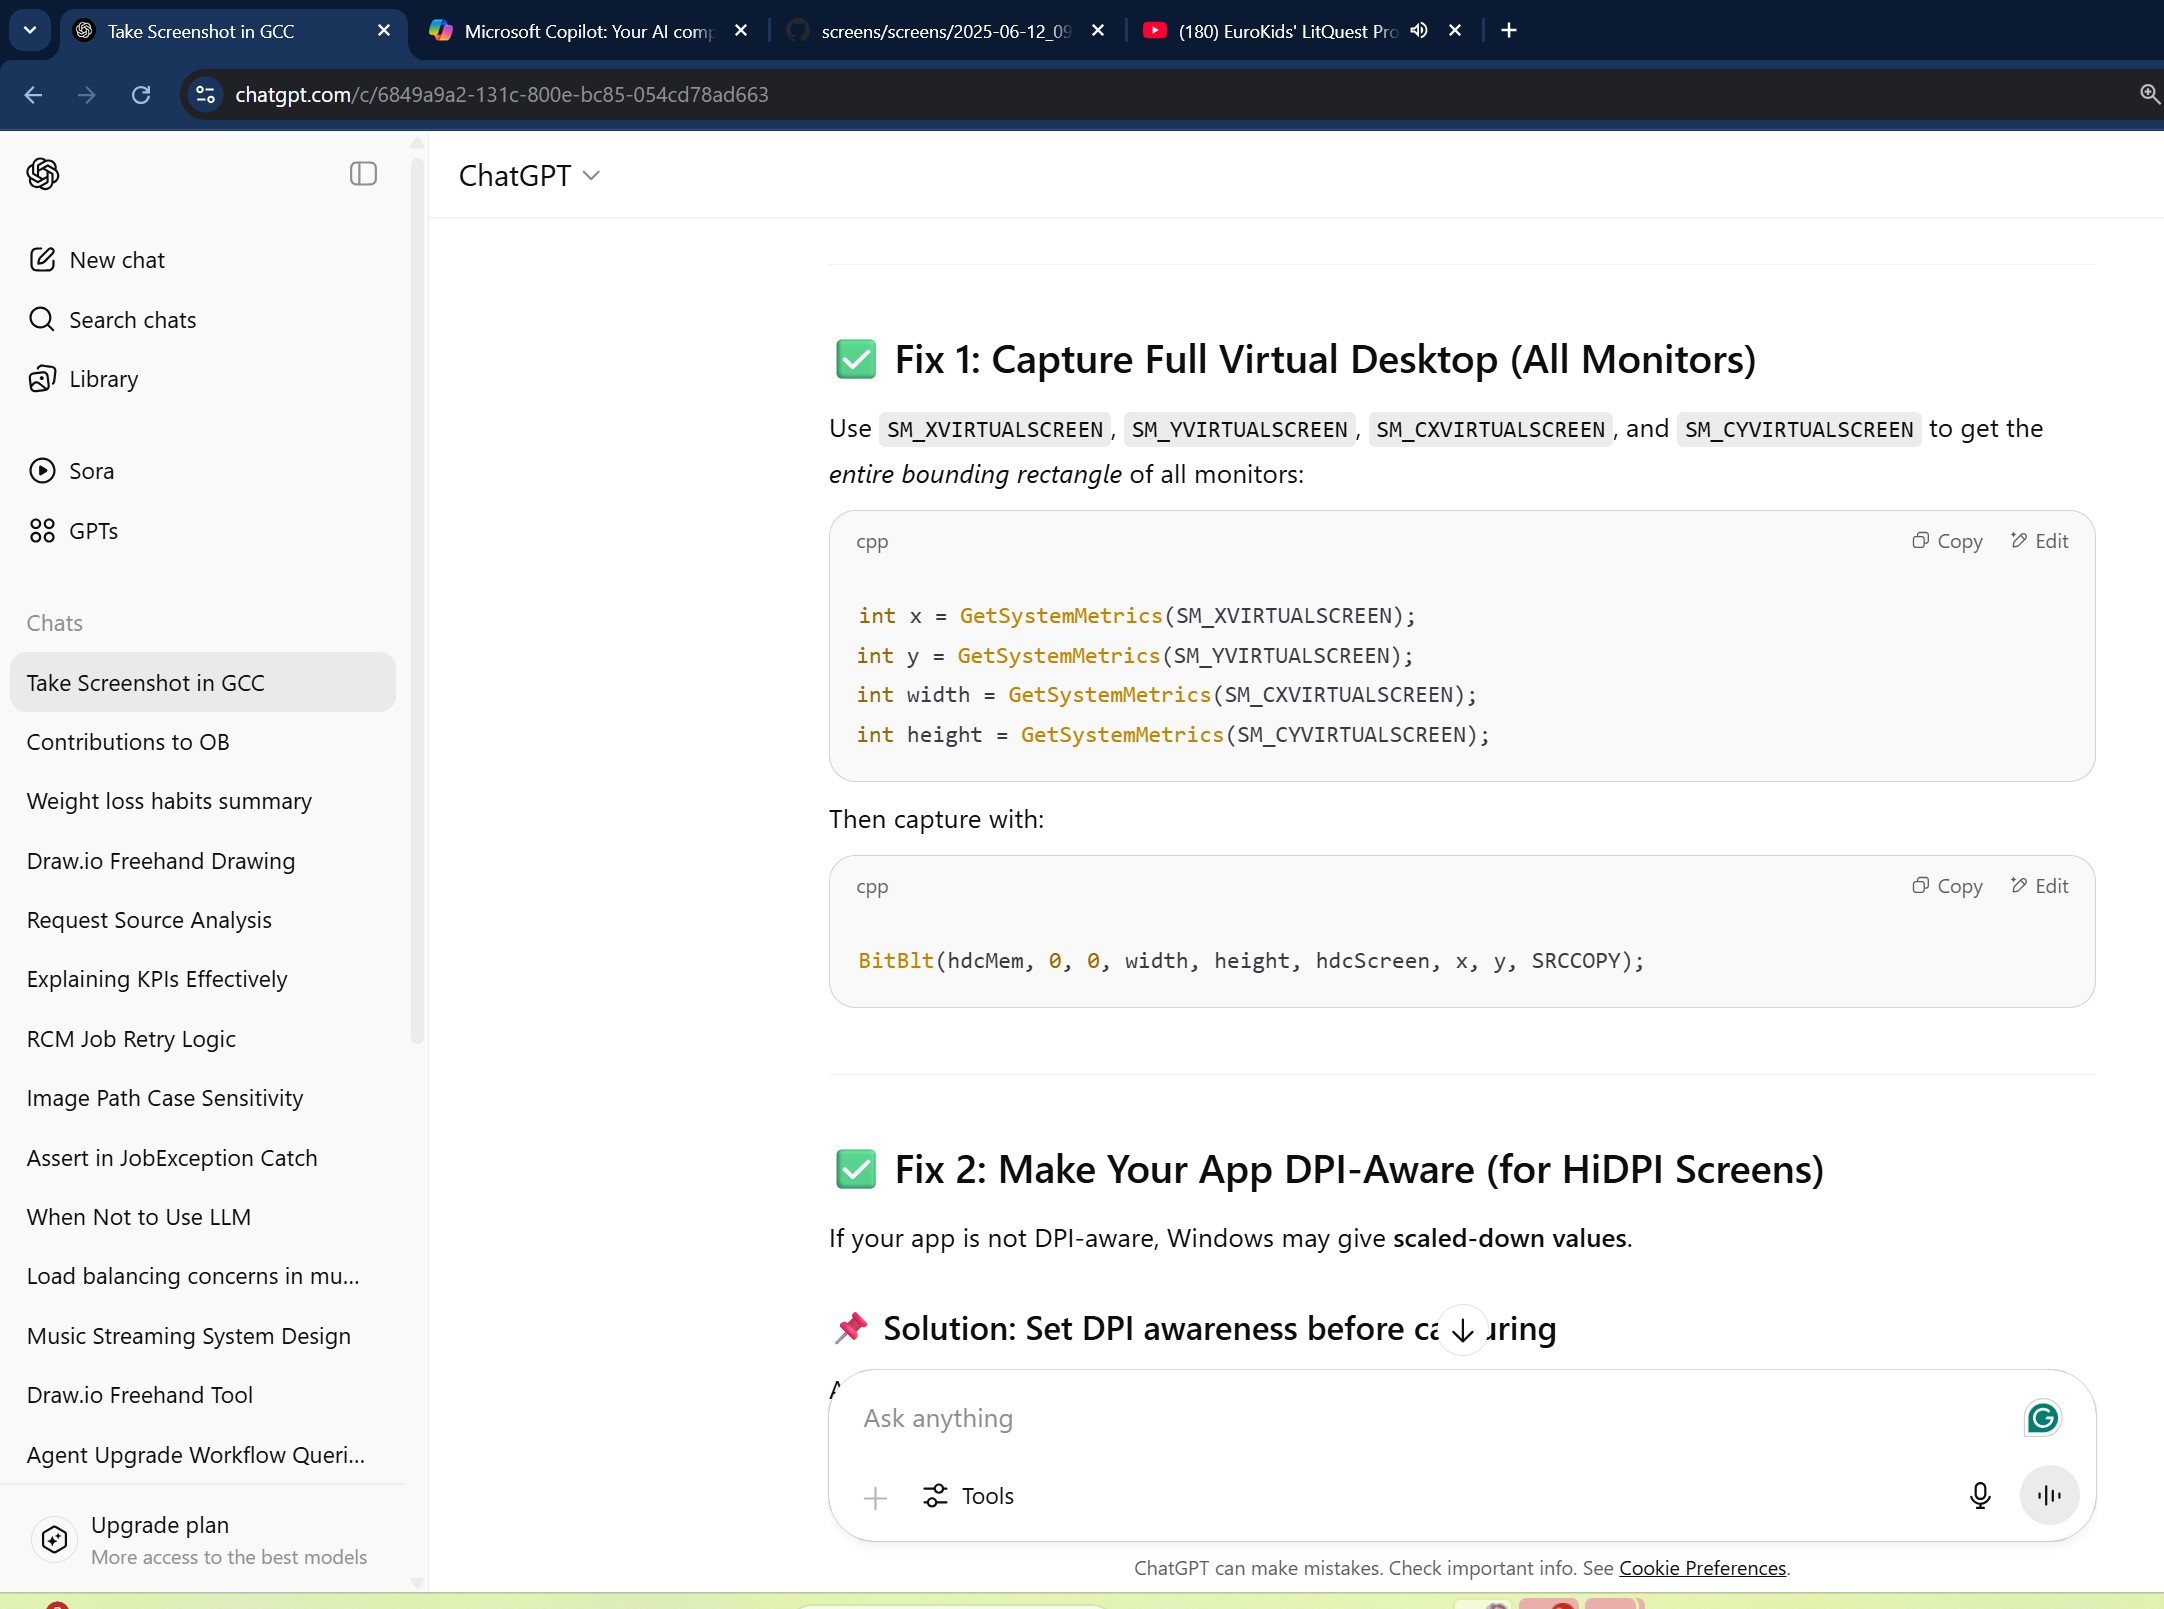 Take Screenshot in GCC
Microsoft Copilot: Your AI comp
screens/screens/2025-06-12_09
(180) EuroKids' LitQuest Pro
chatgpt.com/c/6849a9a2-131c-800e-bc85-054cd78ad663
ChatGPT
New chat
Search chats
Library
Sora
GPTs
Chats
Take Screenshot in GCC
Contributions to OB
Weight loss habits summary
Draw.io Freehand Drawing
Request Source Analysis
Explaining KPIs Effectively
RCM Job Retry Logic
Image Path Case Sensitivity
Assert in JobException Catch
When Not to Use LLM
Load balancing concerns in mu...
Music Streaming System Design
Draw.io Freehand Tool
Agent Upgrade Workflow Queri...
Upgrade plan
More access to the best models
Fix 1: Capture Full Virtual Desktop (All Monitors)
Use SM_XVIRTUALSCREEN, SM_YVIRTUALSCREEN, SM_CXVIRTUALSCREEN, and SM_CYVIRTUALSCREEN to get the
entire bounding rectangle of all monitors:
cpp
Copy
Edit
int x = GetSystemMetrics(SM_XVIRTUALSCREEN);
int y = GetSystemMetrics(SM_YVIRTUALSCREEN);
int width = GetSystemMetrics(SM_CXVIRTUALSCREEN);
int height = GetSystemMetrics(SM_CYVIRTUALSCREEN);
Then capture with:
cpp
Copy
Edit
BitBlt(hdcMem, 0, 0, width, height, hdcScreen, x, y, SRCCOPY);
Fix 2: Make Your App DPI-Aware (for HiDPI Screens)
If your app is not DPI-aware, Windows may give scaled-down values.
Solution: Set DPI awareness before ca uring
Ask anything
Tools
ChatGPT can make mistakes. Check important info. See Cookie Preferences.